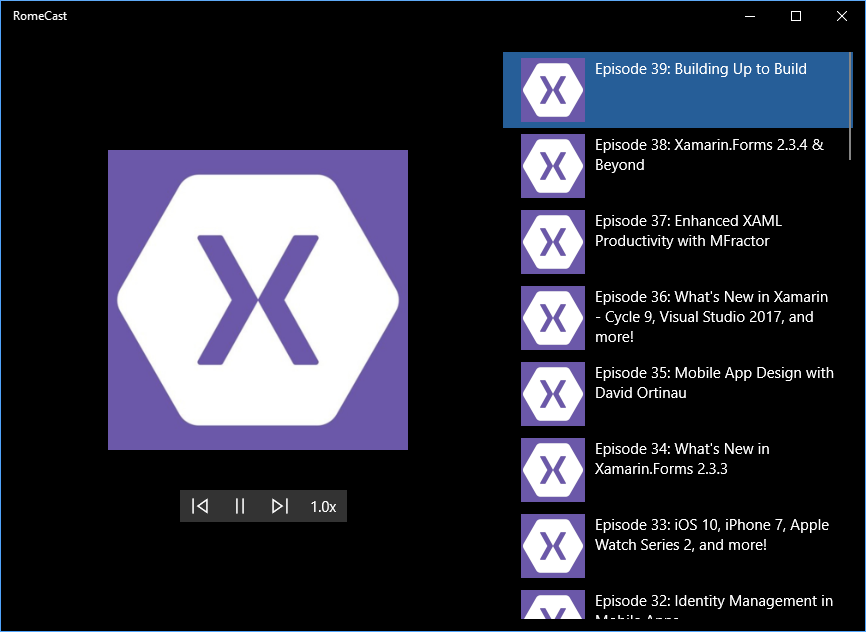 RomeCast
Episode 39: Building Up to Build
Episode 38: Xamarin.Forms 2.3.4 &
Beyond
Episode 37: Enhanced XAML
Productivity with MFractor
Episode 36: What's New in Xamarin
- Cycle 9, Visual Studio 2017, and
more!
Episode 35: Mobile App Design with
David Ortinau
Episode 34: What's New in
Xamarin.Forms 2.3.3
Episode 33: iOS 10, iPhone 7, Apple
Watch Series 2, and more!
Episode 32: Identity Management in
Mobile Apps
1.0x